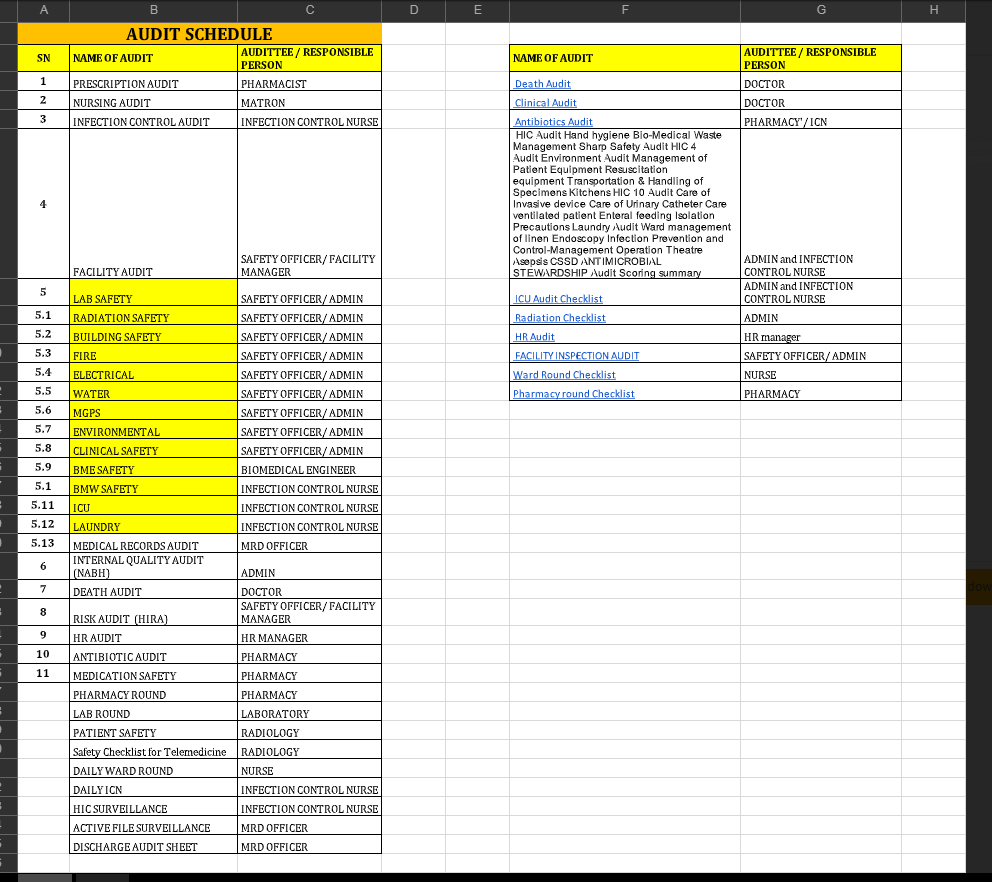 A B C D E F G H
AUDIT SCHEDULE
SN NAME OF AUDIT AUDITTEE / RESPONSIBLE PERSON
1 PRESCRIPTION AUDIT PHARMACIST
2 NURSING AUDIT MATRON
3 INFECTION CONTROL AUDIT INFECTION CONTROL NURSE
4 FACILITY AUDIT SAFETY OFFICER/ FACILITY MANAGER
5 LAB SAFETY SAFETY OFFICER/ ADMIN
5.1 RADIATION SAFETY SAFETY OFFICER/ ADMIN
5.2 BUILDING SAFETY SAFETY OFFICER/ ADMIN
5.3 FIRE SAFETY OFFICER/ ADMIN
5.4 ELECTRICAL SAFETY OFFICER/ ADMIN
5.5 WATER SAFETY OFFICER/ ADMIN
5.6 MGPS SAFETY OFFICER/ ADMIN
5.7 ENVIRONMENTAL SAFETY OFFICER/ ADMIN
5.8 CLINICAL SAFETY SAFETY OFFICER/ ADMIN
5.9 BME SAFETY BIOMEDICAL ENGINEER
5.1 BMW SAFETY INFECTION CONTROL NURSE
5.11 ICU INFECTION CONTROL NURSE
5.12 LAUNDRY INFECTION CONTROL NURSE
5.13 MEDICAL RECORDS AUDIT MRD OFFICER
6 INTERNAL QUALITY AUDIT (NABH) ADMIN
7 DEATH AUDIT DOCTOR
8 RISK AUDIT (HIRA) SAFETY OFFICER/ FACILITY MANAGER
9 HR AUDIT HR MANAGER
10 ANTIBIOTIC AUDIT PHARMACY
11 MEDICATION SAFETY PHARMACY
PHARMACY ROUND PHARMACY
LAB ROUND LABORATORY
PATIENT SAFETY RADIOLOGY
Safety Checklist for Telemedicine RADIOLOGY
DAILY WARD ROUND NURSE
DAILY ICN INFECTION CONTROL NURSE
HIC SURVEILLANCE INFECTION CONTROL NURSE
ACTIVE FILE SURVEILLANCE MRD OFFICER
DISCHARGE AUDIT SHEET MRD OFFICER
NAME OF AUDIT AUDITTEE / RESPONSIBLE PERSON
Death Audit DOCTOR
Clinical Audit DOCTOR
Antibiotics Audit PHARMACY'/ ICN
HIC Audit Hand hygiene Bio-Medical Waste
Management Sharp Safety Audit HIC 4
Audit Environment Audit Management of
Patient Equipment Resuscitation
equipment Transportation & Handling of
Specimens Kitchens HIC 10 Audit Care of
Invasive device Care of Urinary Catheter Care
ventilated patient Enteral feeding Isolation
Precautions Laundry Audit Ward management
of linen Endoscopy Infection Prevention and
Control-Management Operation Theatre
Asepsis CSSD ANTIMICROBIAL
STEWARDSHIP Audit Scoring summary
ADMIN and INFECTION CONTROL NURSE
ICU Audit Checklist ADMIN and INFECTION CONTROL NURSE
Radiation Checklist ADMIN
HR Audit HR manager
FACILITY INSPECTION AUDIT SAFETY OFFICER/ ADMIN
Ward Round Checklist NURSE
Pharmacy round Checklist PHARMACY